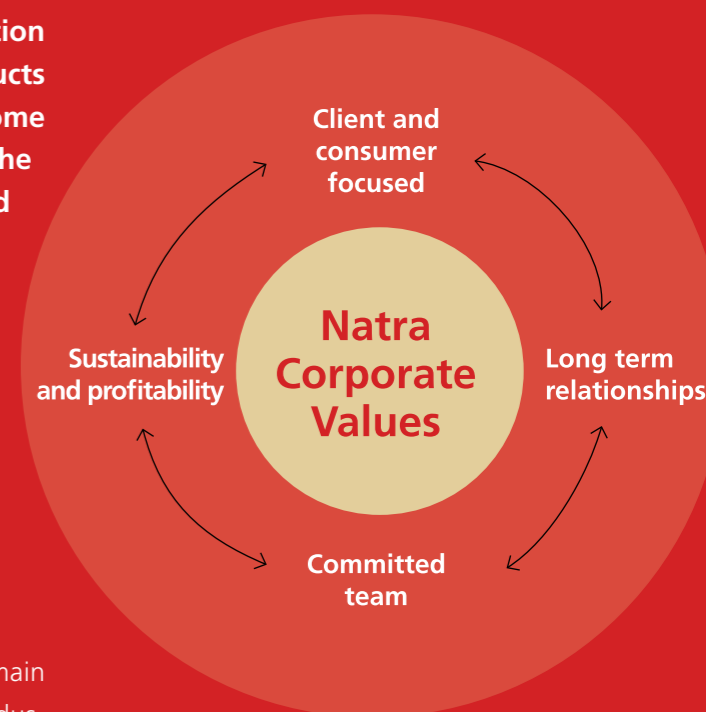 Client and
consumer
focused
Natra
Corporate
Values
Sustainability
and profitability
Long term
relationships
Committed
team